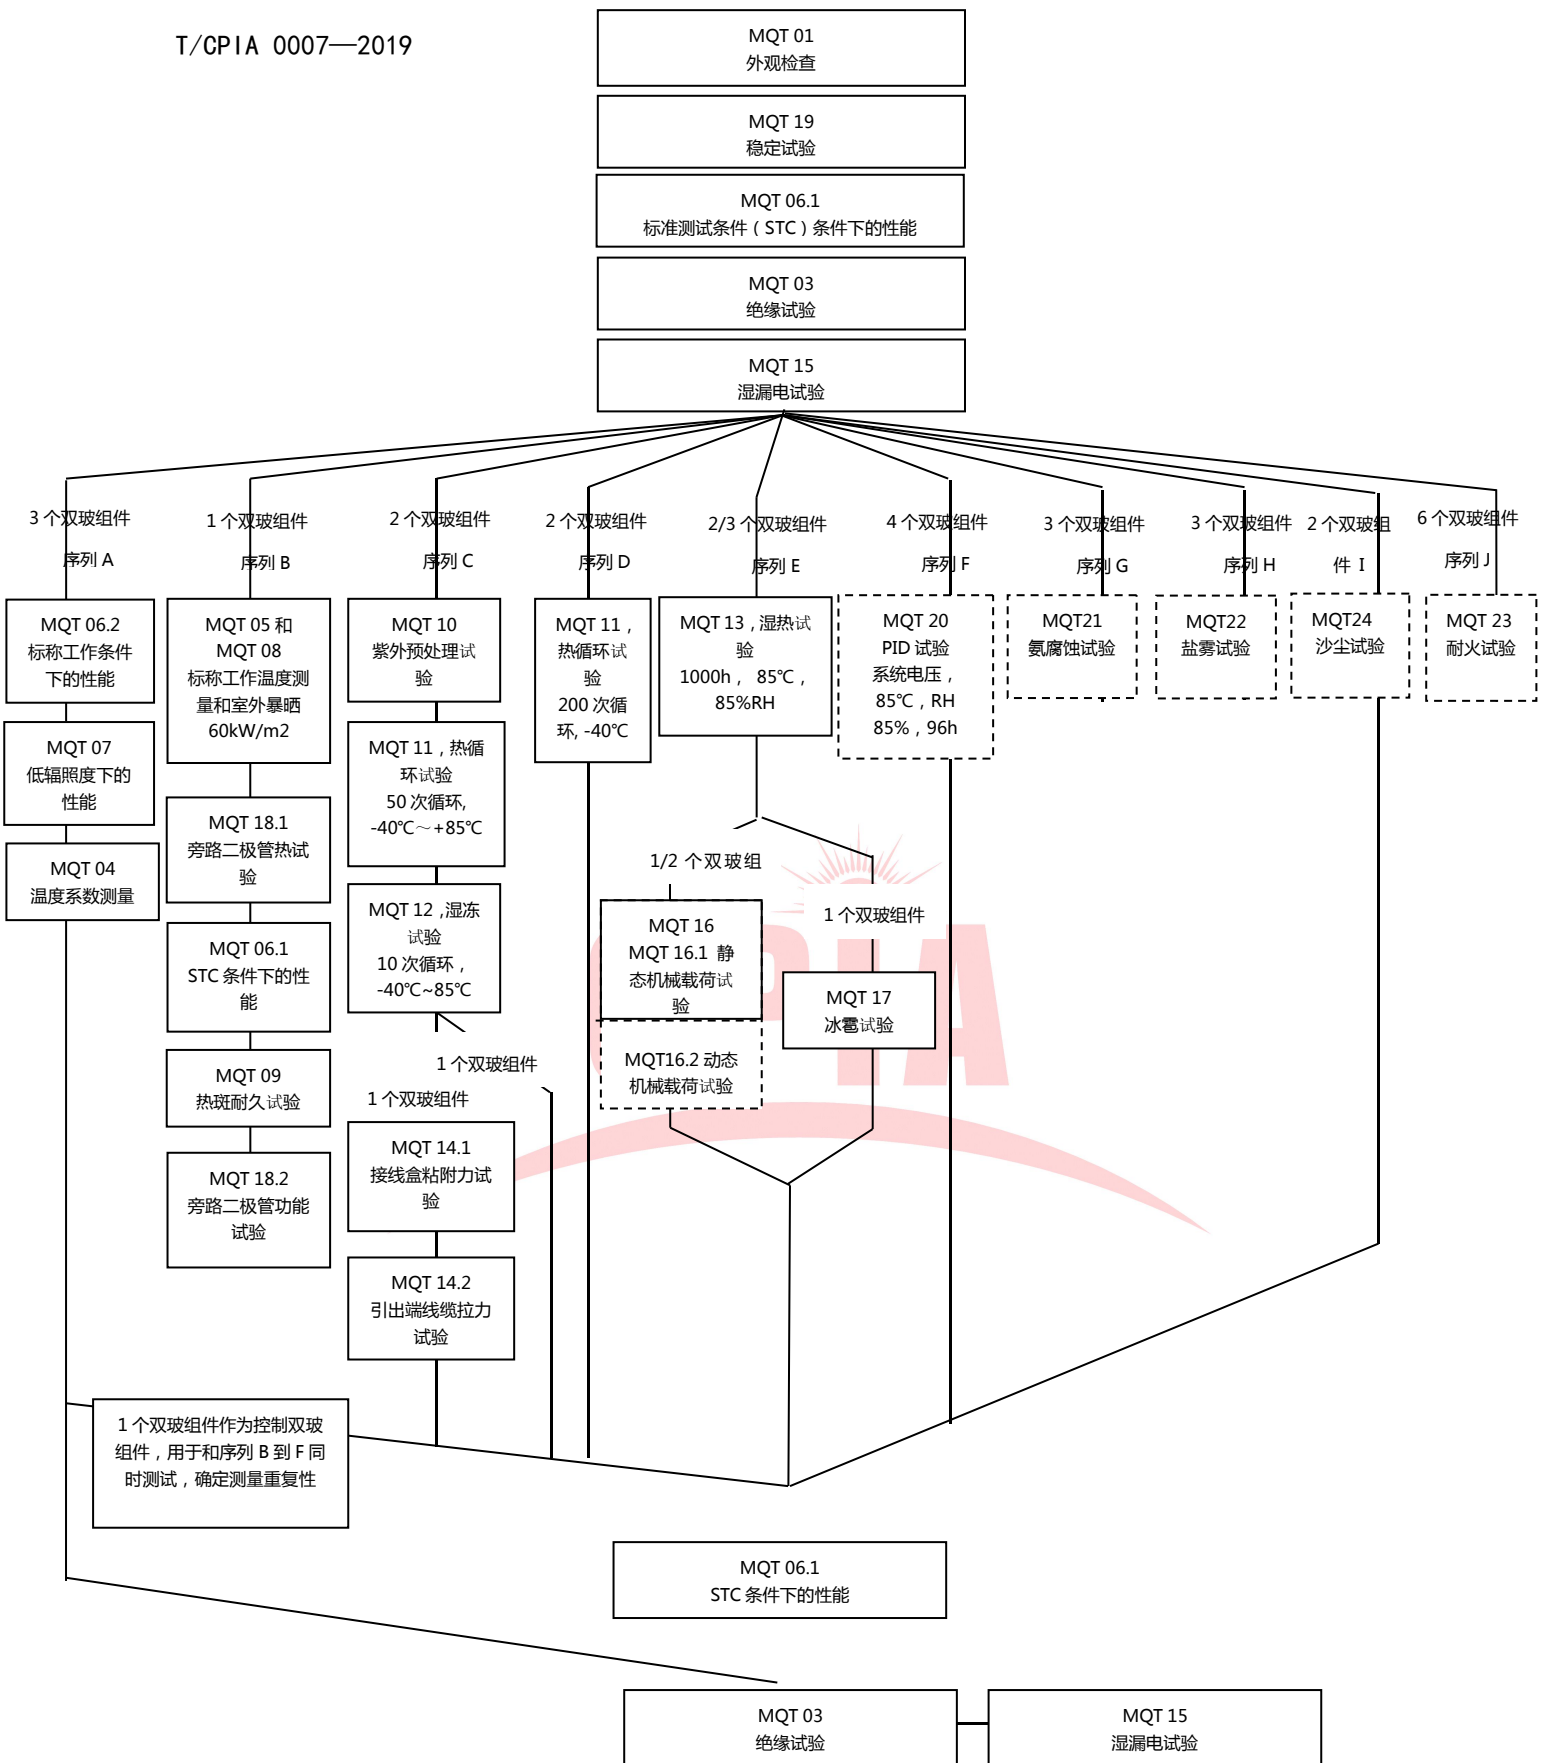 T/CPIA 0007—2019
MQT 01
外观检查
MQT 19
稳定试验
MQT 06.1
标准测试条件（STC）条件下的性能
MQT 03
绝缘试验
MQT 15
湿漏电试验
3 个双玻组件
序列 A
1 个双玻组件
序列 B
2 个双玻组件
序列 C
2 个双玻组件
序列 D
2/3 个双玻组件
序列 E
4 个双玻组件
序列 F
3 个双玻组件
序列 G
3 个双玻组件
序列 H
2 个双玻组
件 I
6 个双玻组件
序列 J
MQT 06.2
标称工作条件
下的性能
MQT 07
低辐照度下的
性能
MQT 04
温度系数测量
MQT 05 和
MQT 08
标称工作温度测
量和室外暴晒
60kW/m2
MQT 18.1
旁路二极管热试
验
MQT 06.1
STC 条件下的性
能
MQT 09
热斑耐久试验
MQT 18.2
旁路二极管功能
试验
MQT 10
紫外预处理试
验
MQT 11，热循
环试验
50 次循环,
-40℃～+85℃
MQT 12，湿冻
试验
10 次循环，
-40℃~85℃
1 个双玻组件
1 个双玻组件
MQT 14.1
接线盒粘附力试
验
MQT 14.2
引出端线缆拉力
试验
MQT 11，
热循环试
验
200 次循
环, -40℃
MQT 13，湿热试
验
1000h， 85℃，
85%RH
1/2 个双玻组
MQT 16
MQT 16.1 静
态机械载荷试
验
MQT16.2 动态
机械载荷试验
1 个双玻组件
MQT 17
冰雹试验
MQT 20
PID 试验
系统电压，
85℃，RH
85%，96h
MQT21
氨腐蚀试验
MQT22
盐雾试验
MQT24
沙尘试验
MQT 23
耐火试验
CPIA
1 个双玻组件作为控制双玻
组件，用于和序列 B 到 F 同
时测试，确定测量重复性
MQT 06.1
STC 条件下的性能
MQT 03
绝缘试验
MQT 15
湿漏电试验